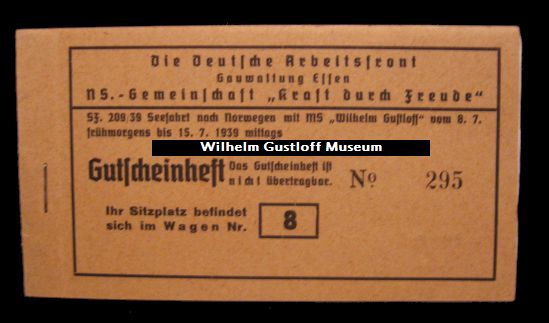 Die Deutsche Arbeitsfront
Gauwaltung Essen
NS.-Gemeinschaft „Kraft durch Freude“
SF. 209/39 Seefahrt nach Norwegen mit MS „Wilhelm Gustloff“ vom 8. 7.
frühmorgens bis 15. 7. 1939 mittags
Wilhelm Gustloff Museum
Gutscheinheft Das Gutscheinheft ist
nicht übertragbar. No 295
Ihr Sitzplatz befindet
sich im Wagen Nr. 8